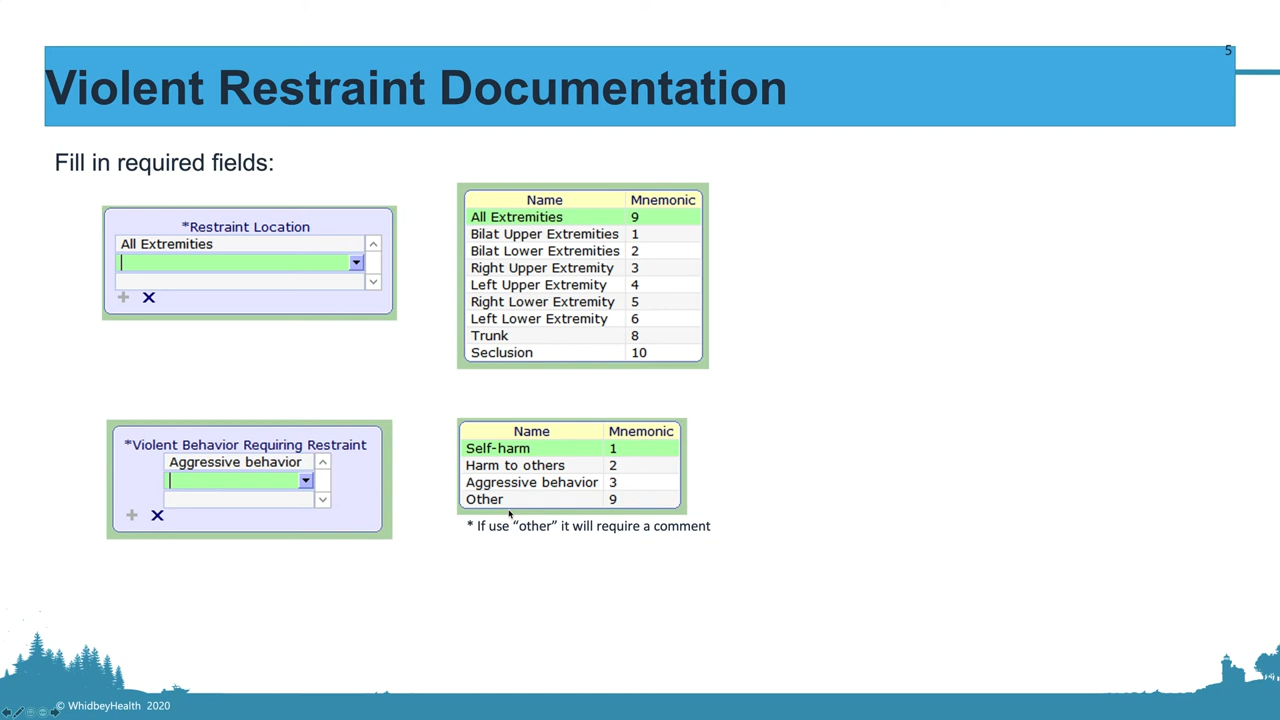 5
Violent Restraint Documentation
Fill in required fields:
*Restraint Location
All Extremities
Name Mnemonic
All Extremities 9
Bilat Upper Extremities 1
Bilat Lower Extremities 2
Right Upper Extremity 3
Left Upper Extremity 4
Right Lower Extremity 5
Left Lower Extremity 6
Trunk 8
Seclusion 10
*Violent Behavior Requiring Restraint
Aggressive behavior
Name Mnemonic
Self-harm 1
Harm to others 2
Aggressive behavior 3
Other 9
* If use “other” it will require a comment
© WhidbeyHealth 2020